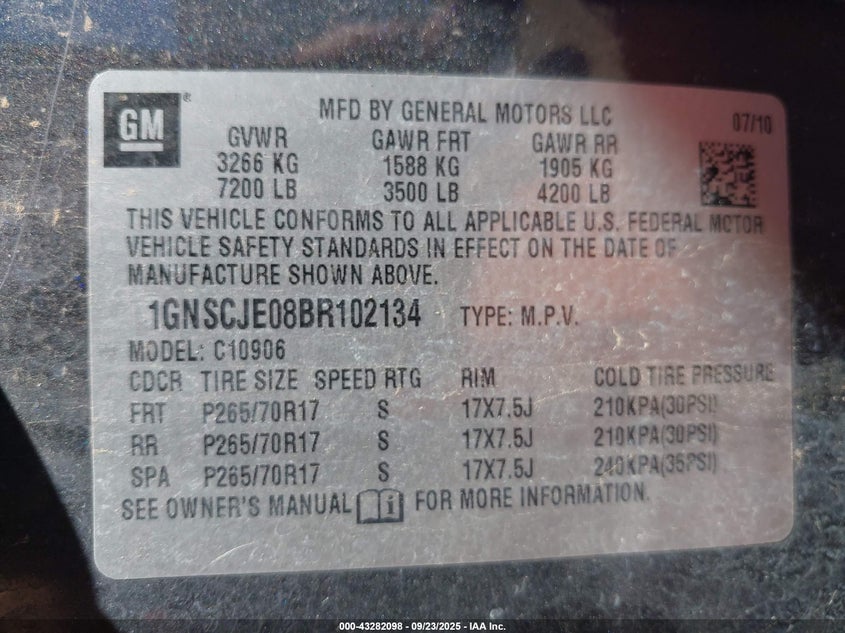 GM®
MFD BY GENERAL MOTORS LLC 07/10
GVWR GAWR FRT GAWR RR
3266 KG 1588 KG 1905 KG
7200 LB 3500 LB 4200 LB
THIS VEHICLE CONFORMS TO ALL APPLICABLE U.S. FEDERAL MOTOR
VEHICLE SAFETY STANDARDS IN EFFECT ON THE DATE OF
MANUFACTURE SHOWN ABOVE.
1GNSCJE08BR102134 TYPE: M.P.V.
MODEL: C10906
CDCR TIRE SIZE SPEED RTG RIM COLD TIRE PRESSURE
FRT P265/70R17 S 17X7.5J 210KPA(30PSI)
RR P265/70R17 S 17X7.5J 210KPA(30PSI)
SPA P265/70R17 S 17X7.5J 240KPA(35PSI)
SEE OWNER'S MANUAL i FOR MORE INFORMATION.
000-43282098 - 09/23/2025 - IAA Inc.